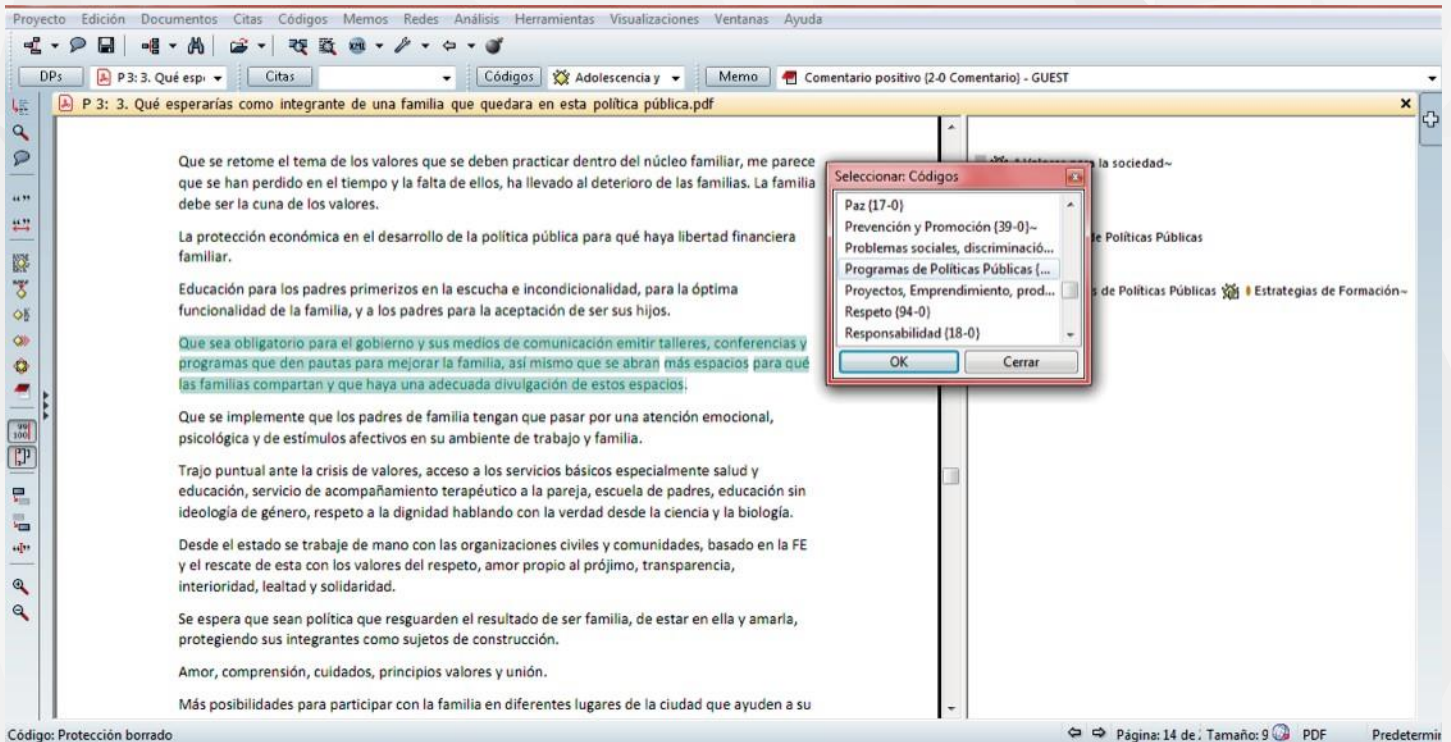 Proyecto Edición Documentos Citas Códigos Memos Redes Análisis Herramientas Visualizaciones Ventanas Ayuda
DPs P 3: 3. Qué espe Citas Códigos Adolescencia y Memo Comentario positivo (2-0 Comentario) - GUEST
P 3: 3. Qué esperarías como integrante de una familia que quedara en esta política pública.pdf
Que se retome el tema de los valores que se deben practicar dentro del núcleo familiar, me parece
que se han perdido en el tiempo y la falta de ellos, ha llevado al deterioro de las familias. La familia
debe ser la cuna de los valores.
La protección económica en el desarrollo de la política pública para qué haya libertad financiera
familiar.
Educación para los padres primerizos en la escucha e incondicionalidad, para la óptima
funcionalidad de la familia, y a los padres para la aceptación de ser sus hijos.
Que sea obligatorio para el gobierno y sus medios de comunicación emitir talleres, conferencias y
programas que den pautas para mejorar la familia, así mismo que se abran más espacios para qué
las familias compartan y que haya una adecuada divulgación de estos espacios.
Que se implemente que los padres de familia tengan que pasar por una atención emocional,
psicológica y de estímulos afectivos en su ambiente de trabajo y familia.
Trajo puntual ante la crisis de valores, acceso a los servicios básicos especialmente salud y
educación, servicio de acompañamiento terapéutico a la pareja, escuela de padres, educación sin
ideología de género, respeto a la dignidad hablando con la verdad desde la ciencia y la biología.
Desde el estado se trabaje de mano con las organizaciones civiles y comunidades, basado en la FE
y el rescate de esta con los valores del respeto, amor propio al prójimo, transparencia,
interioridad, lealtad y solidaridad.
Se espera que sean política que resguarden el resultado de ser familia, de estar en ella y amarla,
protegiendo sus integrantes como sujetos de construcción.
Amor, comprensión, cuidados, principios valores y unión.
Más posibilidades para participar con la familia en diferentes lugares de la ciudad que ayuden a su
Seleccionar: Códigos
Paz {17-0}
Prevención y Promoción {39-0}~
Problemas sociales, discriminació...
Programas de Políticas Públicas {...
Proyectos, Emprendimiento, prod...
Respeto {94-0}
Responsabilidad {18-0}
OK Cerrar
la sociedad~
de Políticas Públicas
s de Políticas Públicas Estrategias de Formación~
Código: Protección borrado
Página: 14 de Tamaño: 9 PDF Predetermi